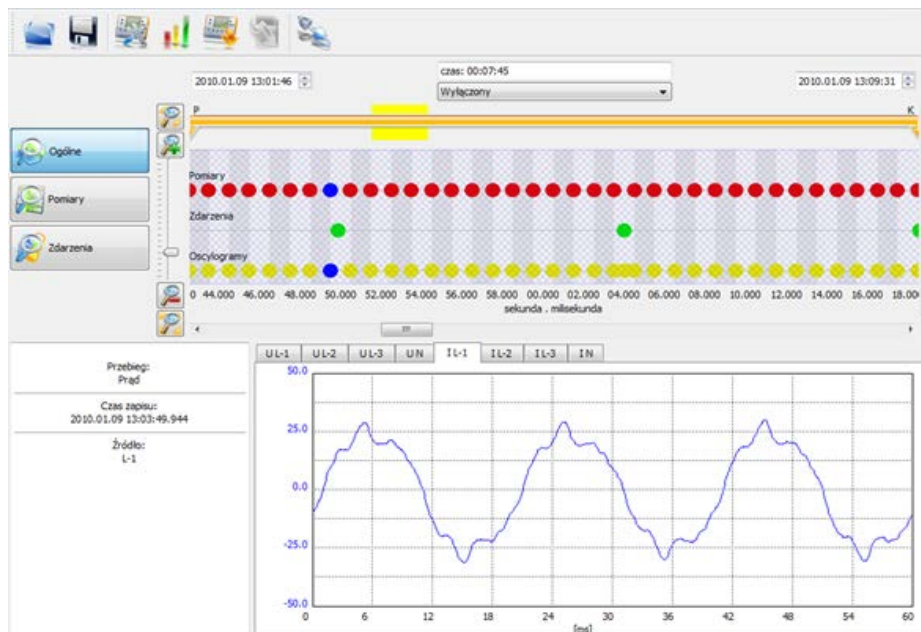 czas: 00:07:45
2010.01.09 13:01:46
Wyłączony
2010.01.09 13:09:31
P
K
Ogólne
Pomiary
Zdarzenia
Pomiary
Zdarzenia
Oscylogramy
0 44.000 46.000 48.000 50.000 52.000 54.000 56.000 58.000 00.000 02.000 04.000 06.000 08.000 10.000 12.000 14.000 16.000 18.00
sekunda . milisekunda
Przebieg:
Prąd
Czas zapisu:
2010.01.09 13:03:49.944
Źródło:
L-1
UL-1 UL-2 UL-3 UN IL-1 IL-2 IL-3 IN
50.0
25.0
0.0
-25.0
-50.0
0 6 12 18 24 30 36 42 48 54 60
[ms]